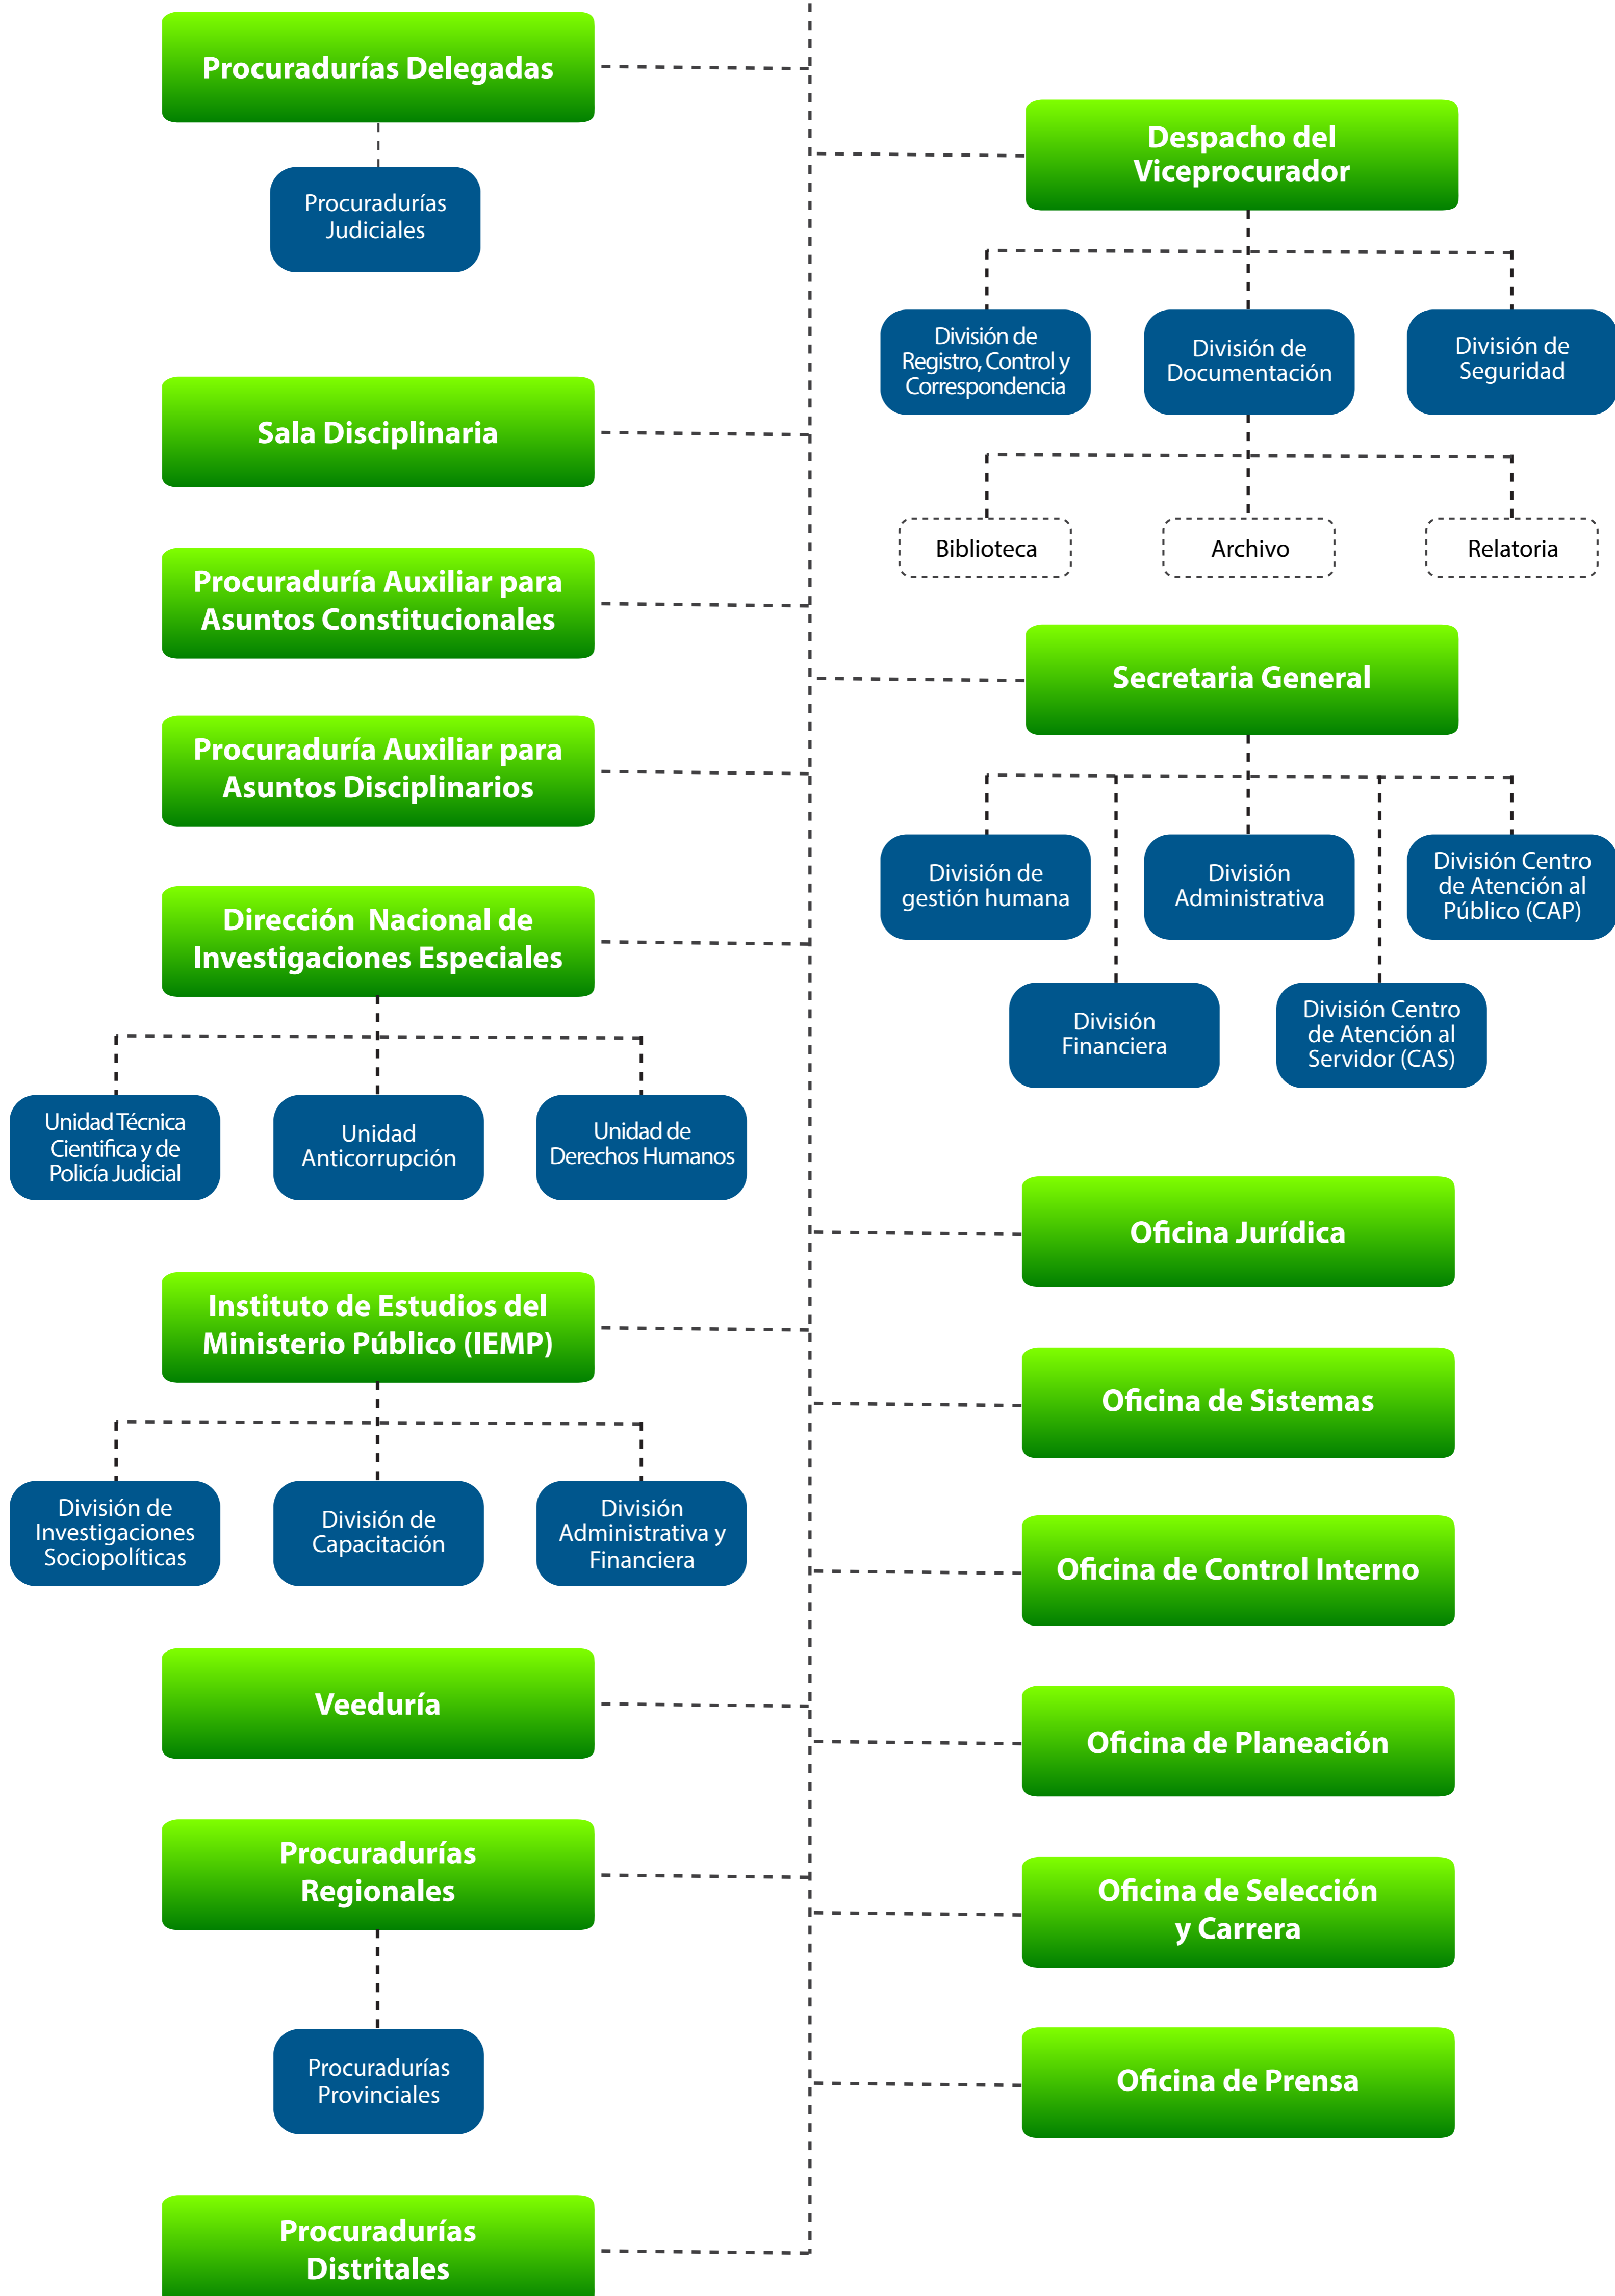 Procuradurías Delegadas
Procuradurías
Judiciales
Despacho del
Viceprocurador
División de
Registro, Control y
Correspondencia
División de
Documentación
División de
Seguridad
Biblioteca
Archivo
Relatoria
Sala Disciplinaria
Procuraduría Auxiliar para
Asuntos Constitucionales
Procuraduría Auxiliar para
Asuntos Disciplinarios
Secretaria General
División de
gestión humana
División
Administrativa
División Centro
de Atención al
Público (CAP)
División
Financiera
División Centro
de Atención al
Servidor (CAS)
Dirección Nacional de
Investigaciones Especiales
Unidad Técnica
Cientifica y de
Policía Judicial
Unidad
Anticorrupción
Unidad de
Derechos Humanos
Instituto de Estudios del
Ministerio Público (IEMP)
División de
Investigaciones
Sociopolíticas
División de
Capacitación
División
Administrativa y
Financiera
Oficina Jurídica
Oficina de Sistemas
Oficina de Control Interno
Veeduría
Oficina de Planeación
Procuradurías
Regionales
Procuradurías
Provinciales
Oficina de Selección
y Carrera
Oficina de Prensa
Procuradurías
Distritales